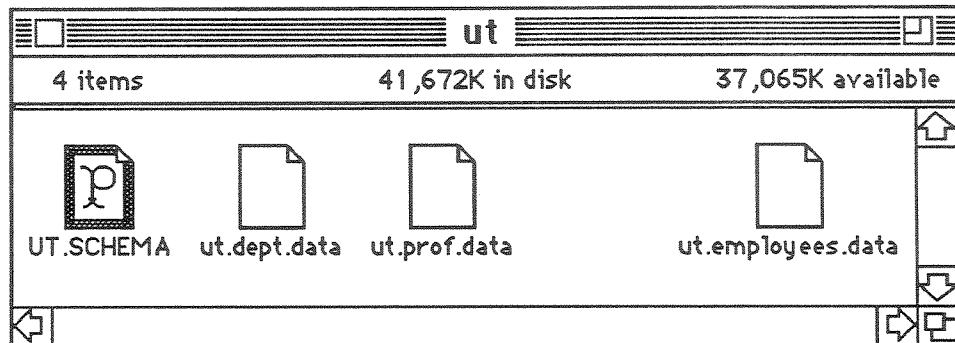 ut
4 items 41,672K in disk 37,065K available
p
UT.SCHEMA ut.dept.data ut.prof.data ut.employees.data